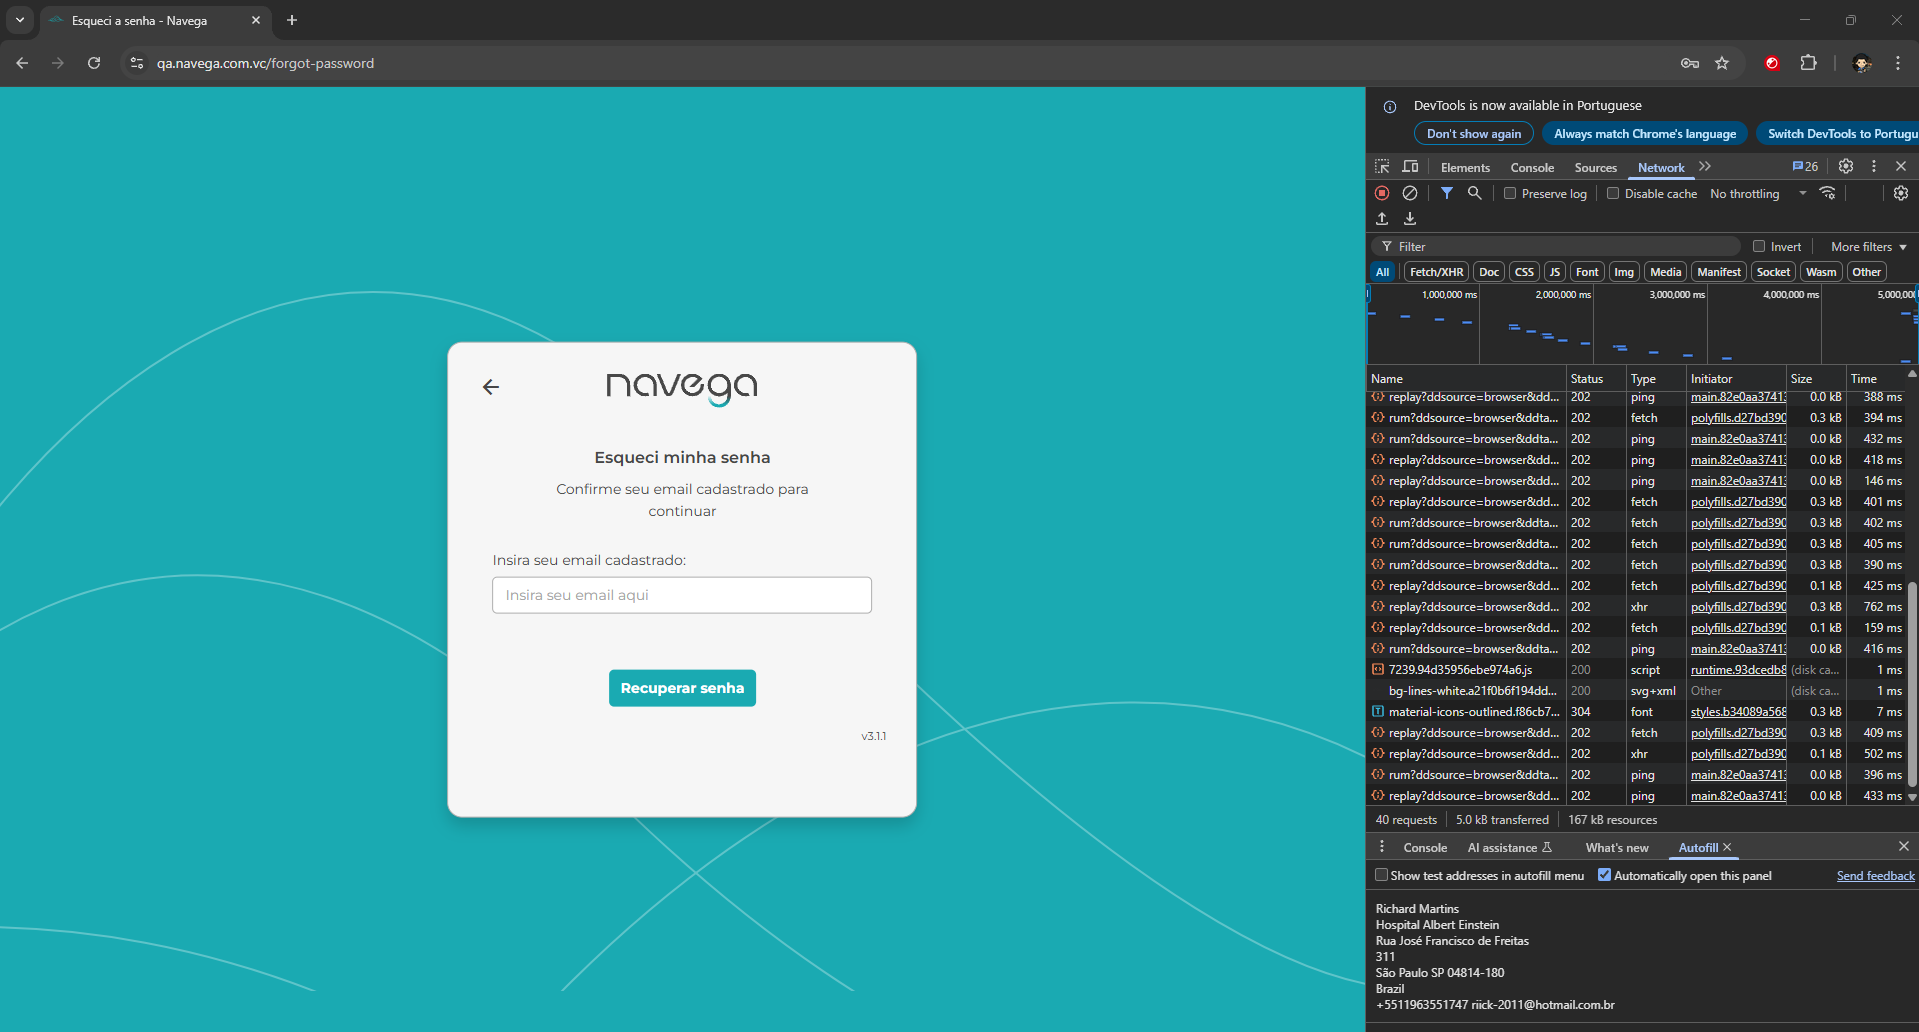 Esqueci a senha - Navega
qa.navega.com.vc/forgot-password
navega
Esqueci minha senha
Confirme seu email cadastrado para
continuar
Insira seu email cadastrado:
Insira seu email aqui
Recuperar senha
v3.1.1
DevTools is now available in Portuguese
Don't show again
Always match Chrome's language
Switch DevTools to Portugu
Elements Console Sources Network 26
Preserve log Disable cache No throttling
Filter Invert More filters
All Fetch/XHR Doc CSS JS Font Img Media Manifest Socket Wasm Other
1,000,000 ms 2,000,000 ms 3,000,000 ms 4,000,000 ms 5,000,00
Name Status Type Initiator Size Time
replay?ddsource=browser&dd... 202 ping main.82e0aa37413 0.0 kB 388 ms
rum?ddsource=browser&ddta... 202 fetch polyfills.d27bd390 0.3 kB 394 ms
rum?ddsource=browser&ddta... 202 ping main.82e0aa37413 0.0 kB 432 ms
replay?ddsource=browser&dd... 202 ping main.82e0aa37413 0.0 kB 418 ms
replay?ddsource=browser&dd... 202 ping main.82e0aa37413 0.0 kB 146 ms
replay?ddsource=browser&dd... 202 fetch polyfills.d27bd390 0.3 kB 401 ms
rum?ddsource=browser&ddta... 202 fetch polyfills.d27bd390 0.3 kB 402 ms
rum?ddsource=browser&ddta... 202 fetch polyfills.d27bd390 0.3 kB 405 ms
rum?ddsource=browser&ddta... 202 fetch polyfills.d27bd390 0.3 kB 390 ms
replay?ddsource=browser&dd... 202 fetch polyfills.d27bd390 0.1 kB 425 ms
replay?ddsource=browser&dd... 202 xhr polyfills.d27bd390 0.3 kB 762 ms
replay?ddsource=browser&dd... 202 fetch polyfills.d27bd390 0.1 kB 159 ms
rum?ddsource=browser&ddta... 202 ping main.82e0aa37413 0.0 kB 416 ms
7239.94d35956ebe974a6.js 200 script runtime.93dcedb8 (disk ca... 1 ms
bg-lines-white.a21f0b6f194dd... 200 svg+xml Other (disk ca... 1 ms
material-icons-outlined.f86cb7... 304 font styles.b34089a568 0.3 kB 7 ms
replay?ddsource=browser&dd... 202 fetch polyfills.d27bd390 0.3 kB 409 ms
replay?ddsource=browser&dd... 202 xhr polyfills.d27bd390 0.1 kB 502 ms
rum?ddsource=browser&ddta... 202 ping main.82e0aa37413 0.0 kB 396 ms
replay?ddsource=browser&dd... 202 ping main.82e0aa37413 0.0 kB 433 ms
40 requests 5.0 kB transferred 167 kB resources
Console AI assistance What's new Autofill
Show test addresses in autofill menu Automatically open this panel Send feedback
Richard Martins
Hospital Albert Einstein
Rua José Francisco de Freitas
311
São Paulo SP 04814-180
Brazil
+5511963551747 riick-2011@hotmail.com.br